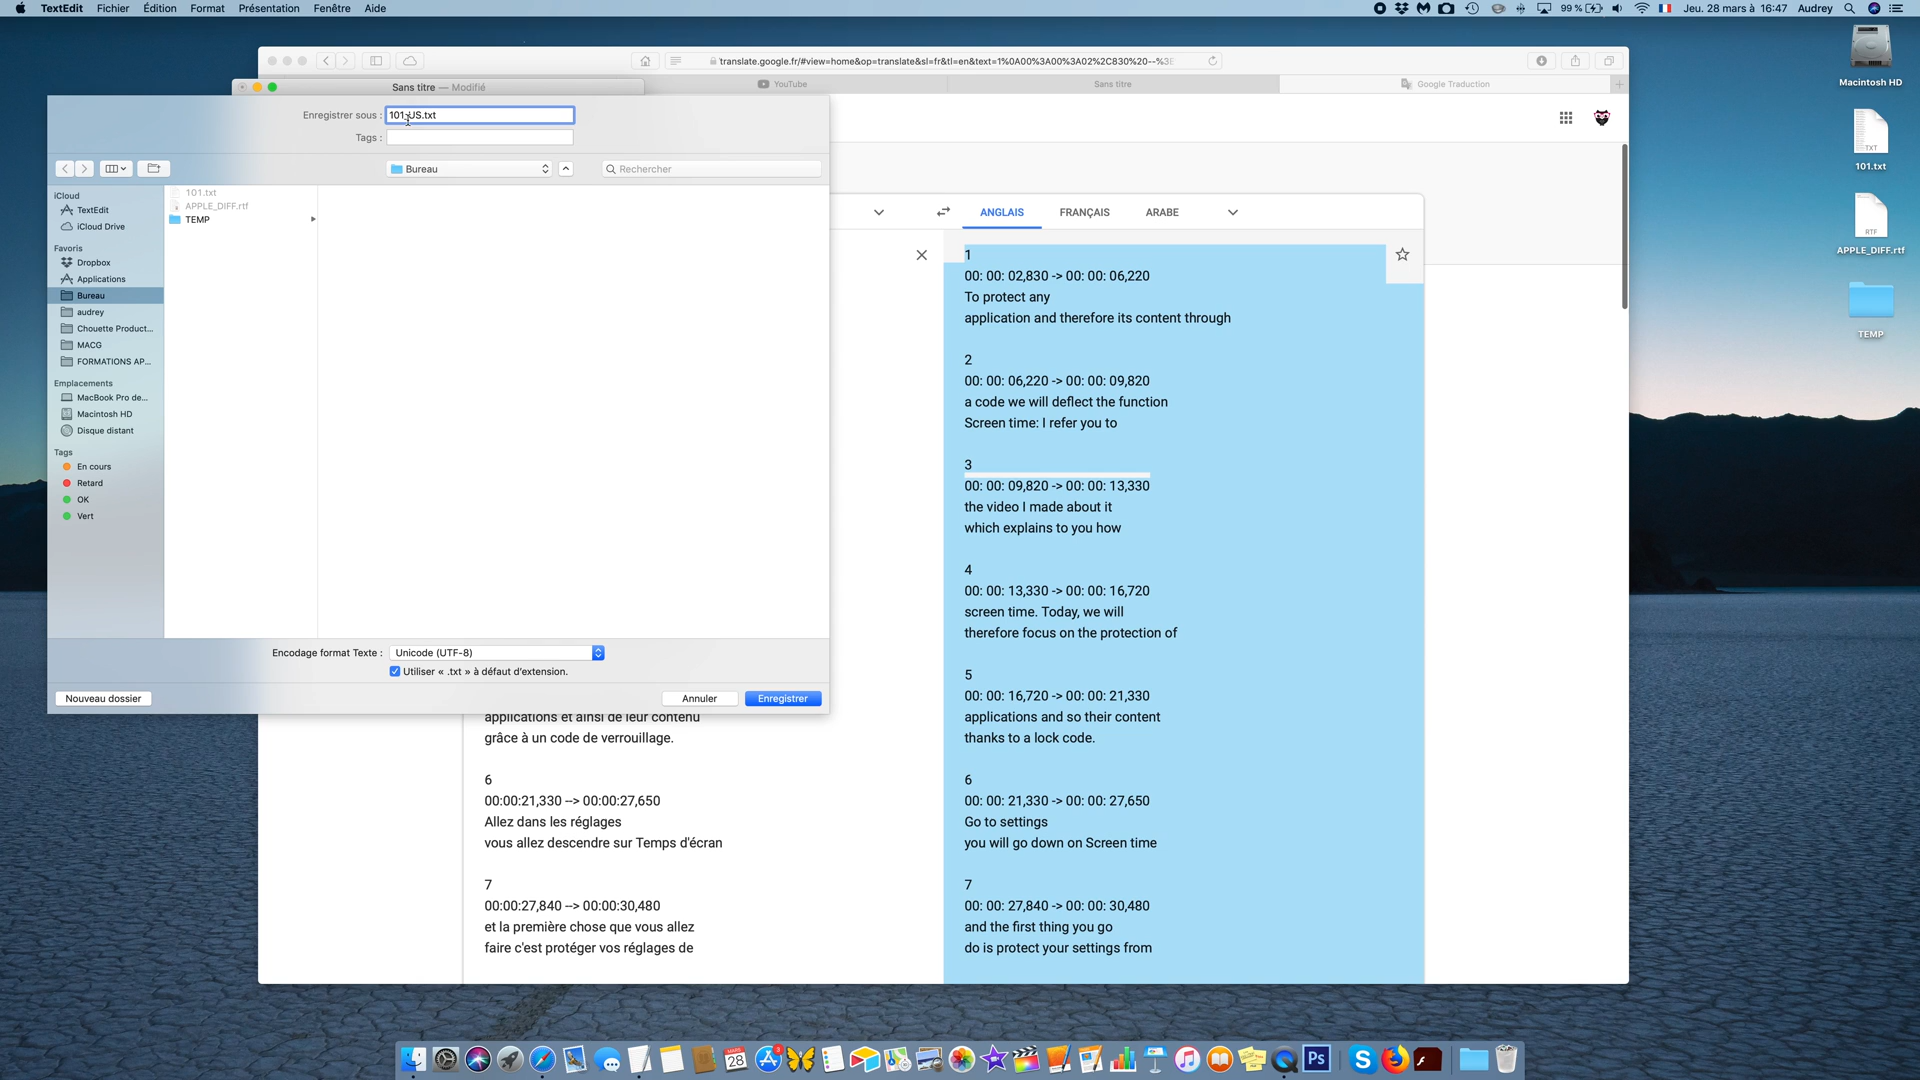 TextEdit Fichier Édition Format Présentation Fenêtre Aide
99 % Jeu. 28 mars à 16:47 Audrey
translate.google.fr/#view=home&op=translate&sl=fr&tl=en&text=1%0A00%3A00%3A02%2C830%20--%3E
YouTube
Sans titre
Google Traduction
Sans titre — Modifié
Enregistrer sous : 101-US.txt
Tags :
Bureau
Rechercher
iCloud
TextEdit
iCloud Drive
Favoris
Dropbox
Applications
Bureau
audrey
Chouette Product...
MACG
FORMATIONS AP...
Emplacements
MacBook Pro de...
Macintosh HD
Disque distant
Tags
En cours
Retard
OK
Vert
101.txt
APPLE_DIFF.rtf
TEMP
Encodage format Texte : Unicode (UTF-8)
Utiliser « .txt » à défaut d'extension.
Nouveau dossier
Annuler
Enregistrer
applications et ainsi de leur contenu
grâce à un code de verrouillage.
6
00:00:21,330 --> 00:00:27,650
Allez dans les réglages
vous allez descendre sur Temps d'écran
7
00:00:27,840 --> 00:00:30,480
et la première chose que vous allez
faire c'est protéger vos réglages de
ANGLAIS FRANÇAIS ARABE
1
00: 00: 02,830 -> 00: 00: 06,220
To protect any
application and therefore its content through
2
00: 00: 06,220 -> 00: 00: 09,820
a code we will deflect the function
Screen time: I refer you to
3
00: 00: 09,820 -> 00: 00: 13,330
the video I made about it
which explains to you how
4
00: 00: 13,330 -> 00: 00: 16,720
screen time. Today, we will
therefore focus on the protection of
5
00: 00: 16,720 -> 00: 00: 21,330
applications and so their content
thanks to a lock code.
6
00: 00: 21,330 -> 00: 00: 27,650
Go to settings
you will go down on Screen time
7
00: 00: 27,840 -> 00: 00: 30,480
and the first thing you go
do is protect your settings from
Macintosh HD
TXT
101.txt
RTF
APPLE_DIFF.rtf
TEMP
MARS
28
3
Ps